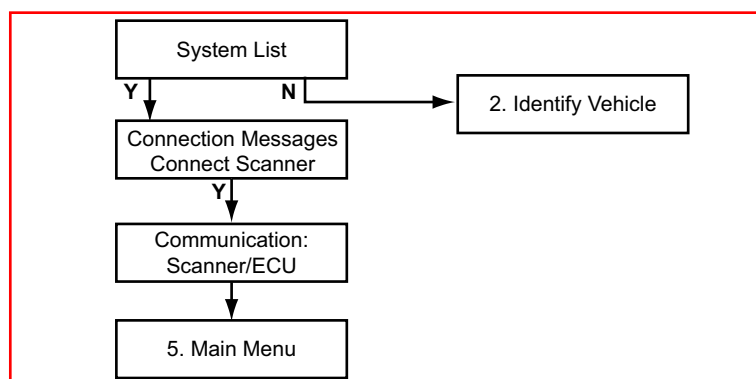 System List
Y
N
2. Identify Vehicle
Connection Messages
Connect Scanner
Y
Communication:
Scanner/ECU
5. Main Menu